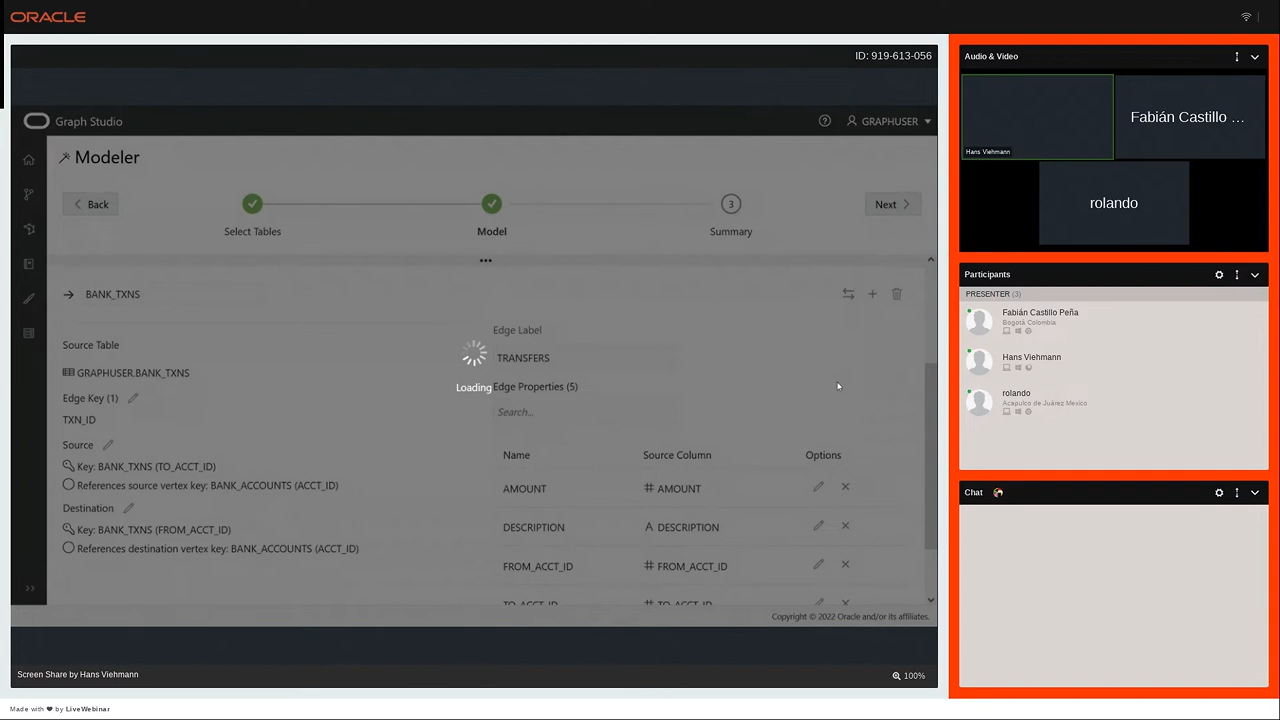 ORACLE
ID: 919-613-056
Graph Studio
GRAPHUSER
Modeler
Back
3
Next
Select Tables
Model
Summary
BANK_TXNS
Source Table
GRAPHUSER.BANK_TXNS
Edge Key (1)
TXN_ID
Source
Key: BANK_TXNS (TO_ACCT_ID)
References source vertex key: BANK_ACCOUNTS (ACCT_ID)
Destination
Key: BANK_TXNS (FROM_ACCT_ID)
References destination vertex key: BANK_ACCOUNTS (ACCT_ID)
Loading
Edge Label
TRANSFERS
Edge Properties (5)
Search...
Name Source Column Options
AMOUNT # AMOUNT
DESCRIPTION A DESCRIPTION
FROM_ACCT_ID # FROM_ACCT_ID
TO_ACCT_ID # TO_ACCT_ID
Copyright © 2022 Oracle and/or its affiliates.
Screen Share by Hans Viehmann
100%
Made with ❤ by LiveWebinar
Audio & Video
Hans Viehmann
Fabián Castillo ...
rolando
Participants
PRESENTER (3)
Fabián Castillo Peña
Bogotá Colombia
Hans Viehmann
rolando
Acapulco de Juárez Mexico
Chat